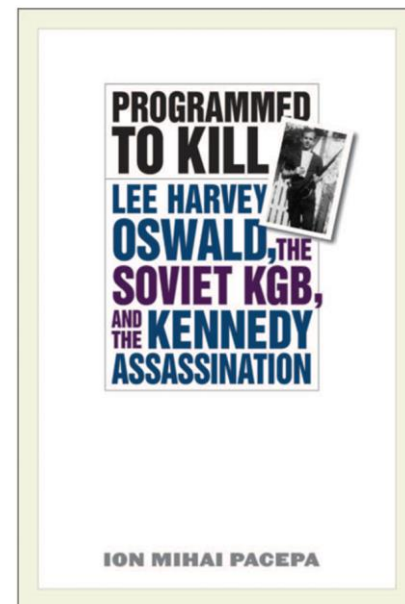 PROGRAMMED
TO KILL
LEE HARVEY
OSWALD, THE
SOVIET KGB,
AND THE KENNEDY
ASSASSINATION
ION MIHAI PACEPA